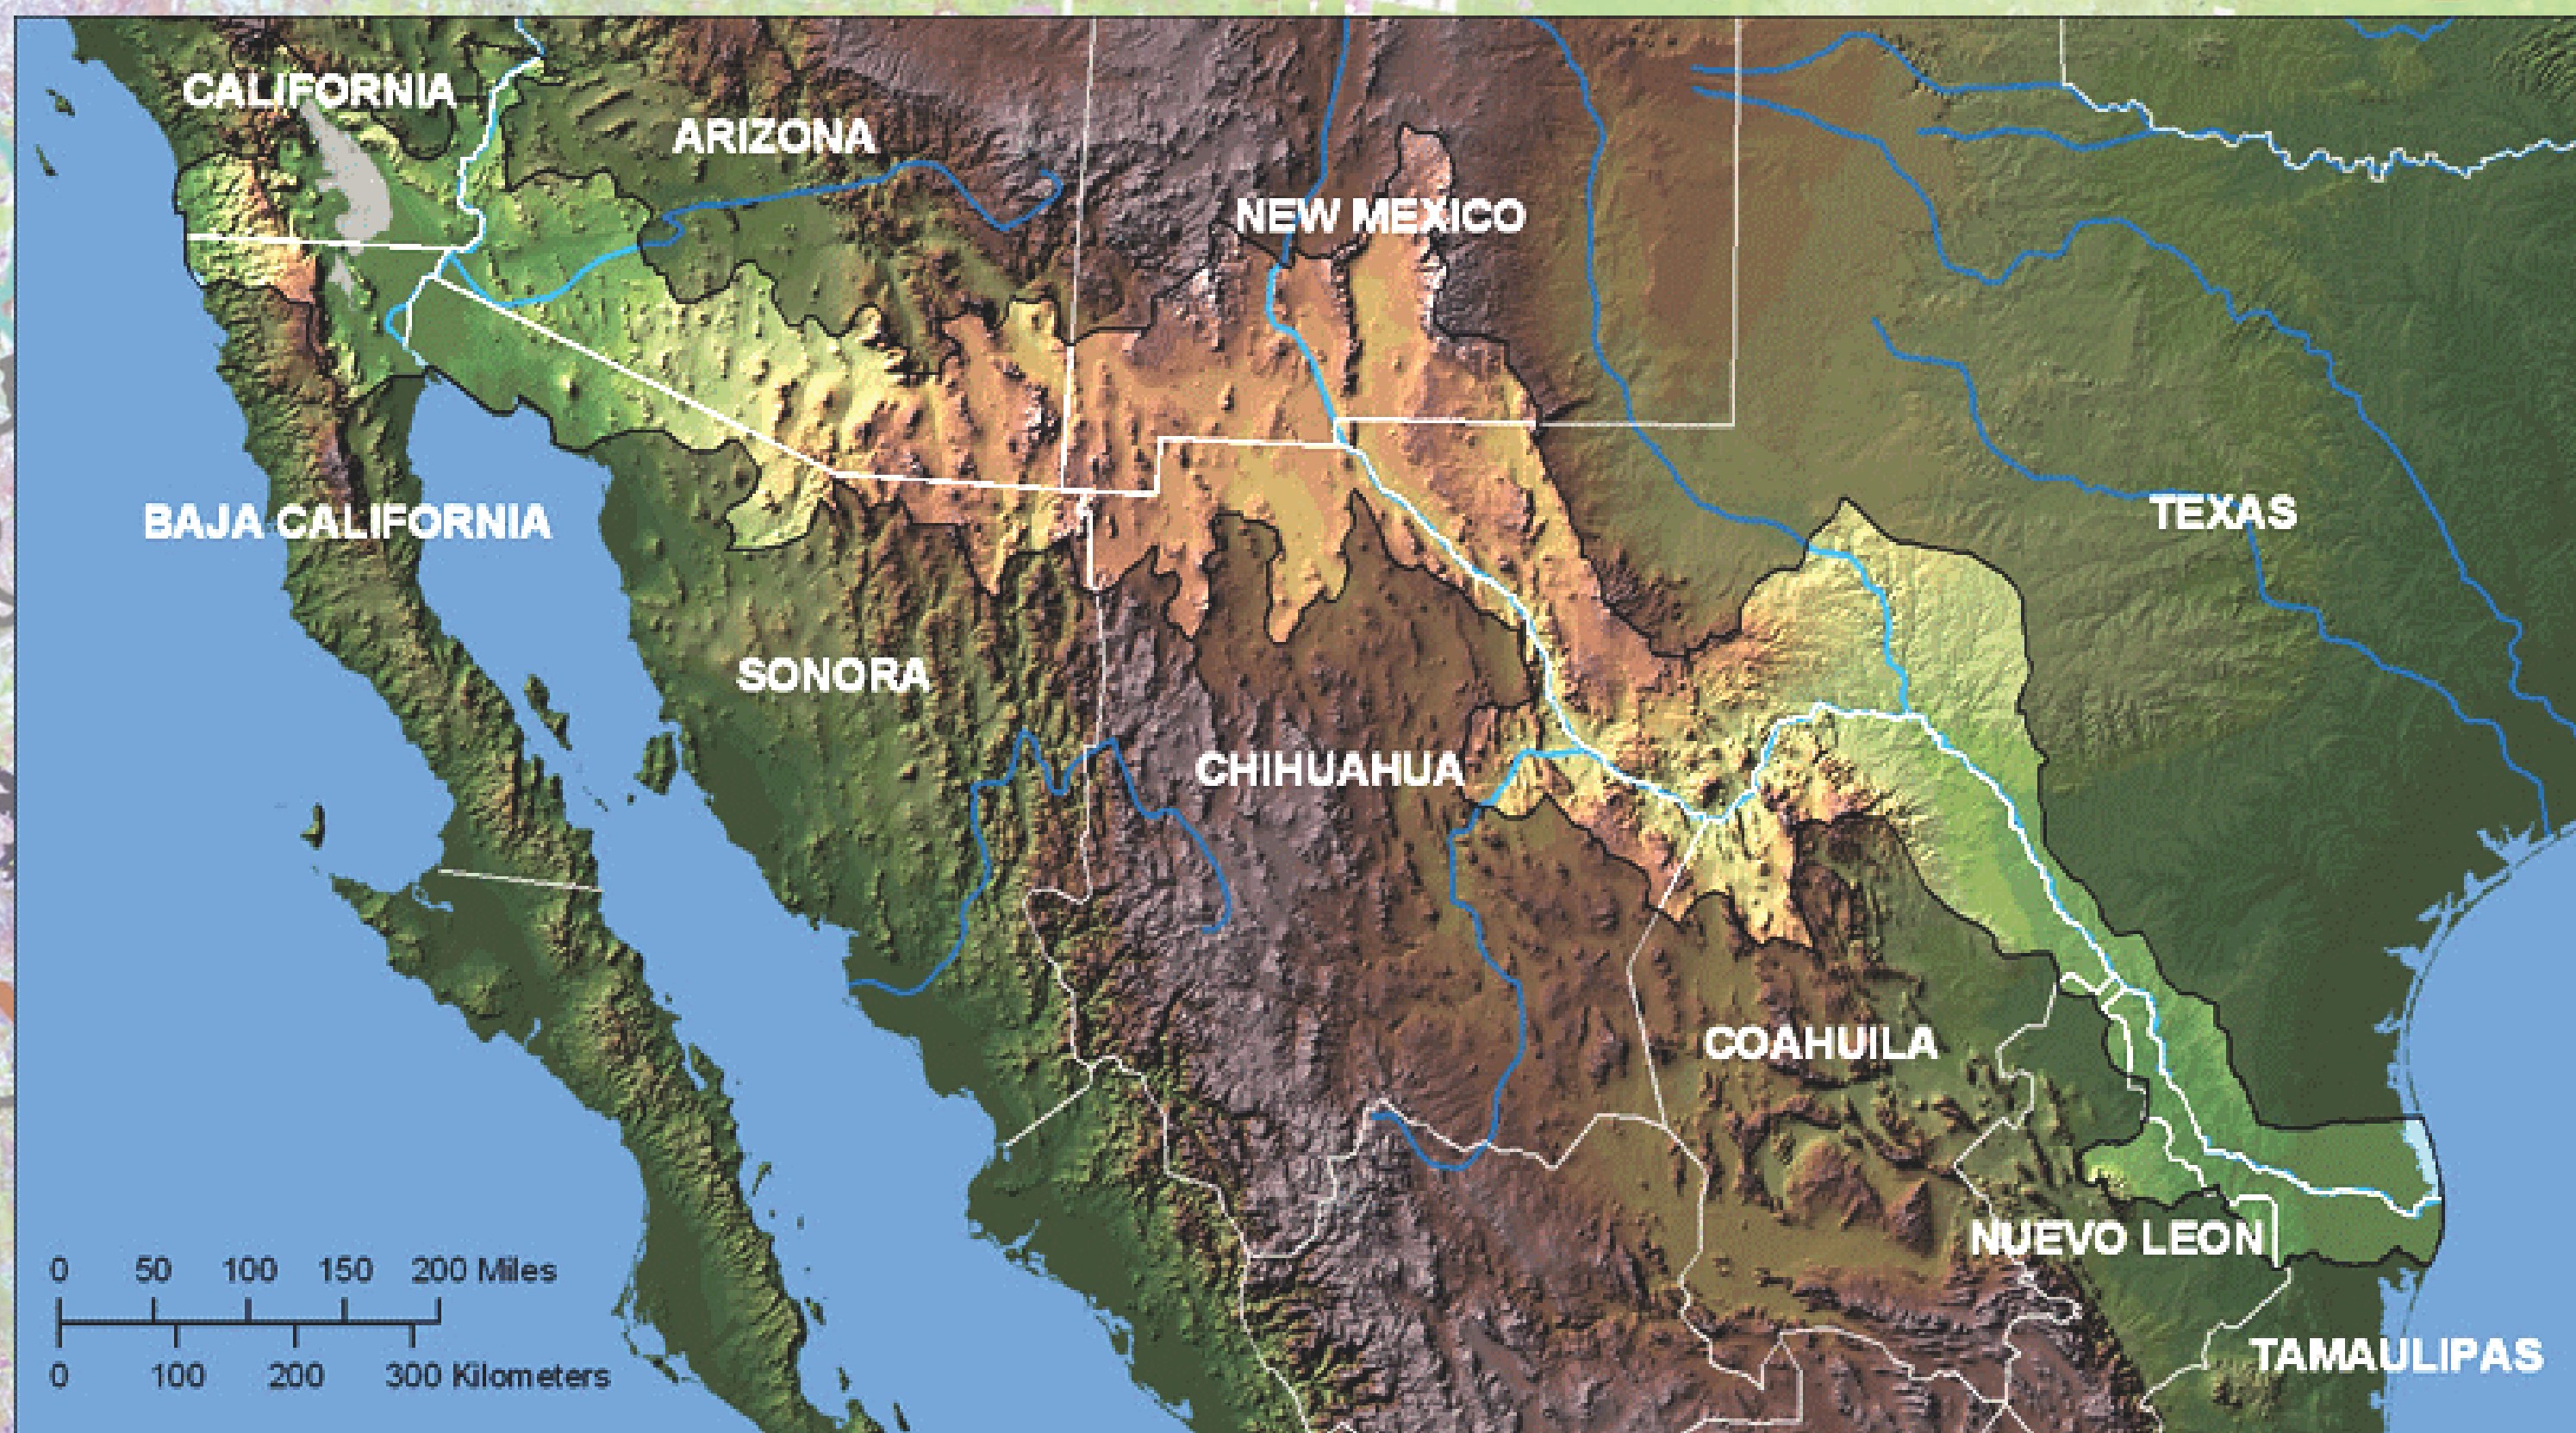 CALIFORNIA
ARIZONA
NEW MEXICO
BAJA CALIFORNIA
TEXAS
SONORA
CHIHUAHUA
COAHUILA
NUEVO LEON
TAMAULIPAS
0 50 100 150 200 Miles
0 100 200 300 Kilometers